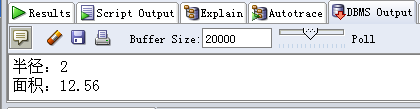 Results Script Output Explain Autotrace DBMS Output
Buffer Size: 20000 Poll
半径：2
面积：12.56